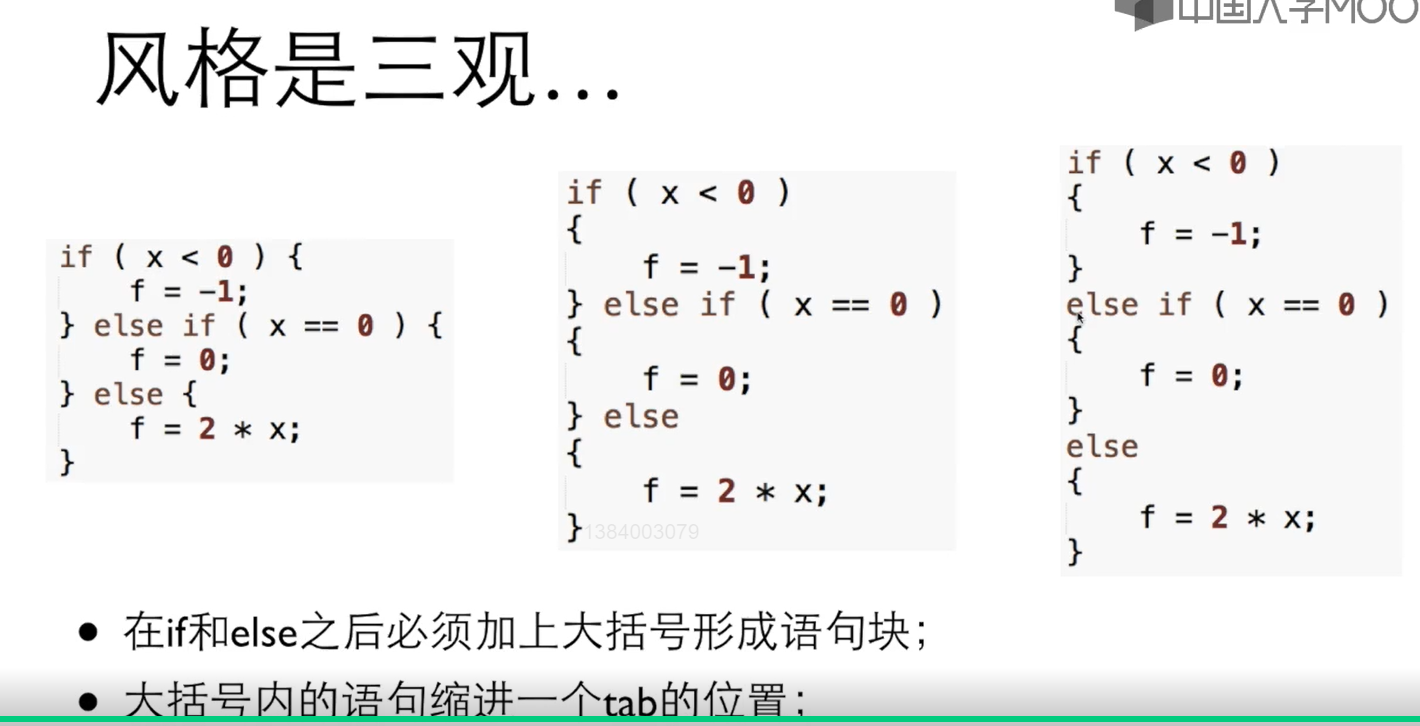 中国大学MOO
风格是三观...
if ( x < 0 ) {
    f = -1;
} else if ( x == 0 ) {
    f = 0;
} else {
    f = 2 * x;
}
if ( x < 0 )
{
    f = -1;
} else if ( x == 0 )
{
    f = 0;
} else
{
    f = 2 * x;
}
1384003079
if ( x < 0 )
{
    f = -1;
}
else if ( x == 0 )
{
    f = 0;
}
else
{
    f = 2 * x;
}
• 在if和else之后必须加上大括号形成语句块；
• 大括号内的语句缩进一个tab的位置；